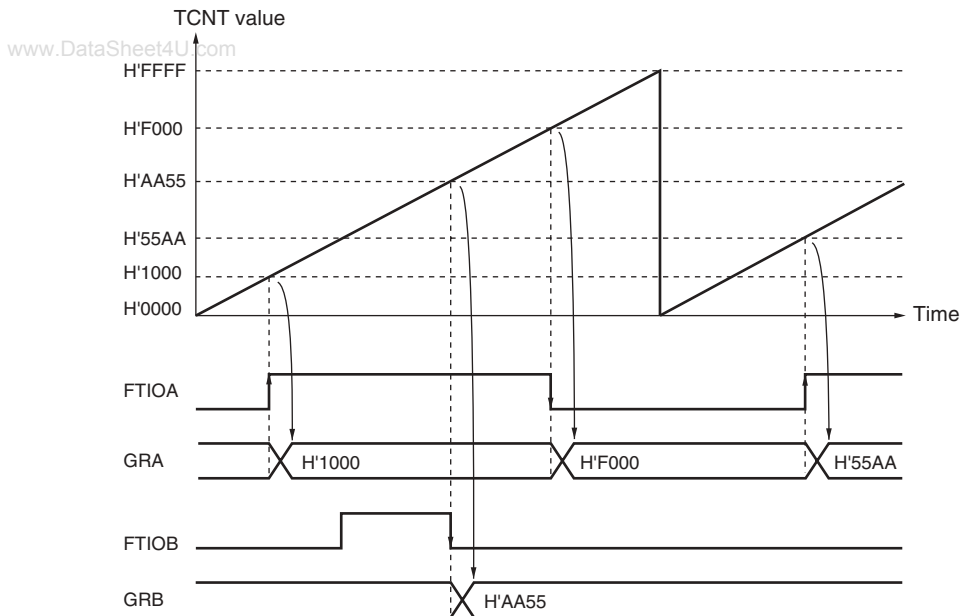 TCNT value
www.DataSheet4U.com
H'FFFF
H'F000
H'AA55
H'55AA
H'1000
H'0000
Time
FTIOA
GRA
H'1000
H'F000
H'55AA
FTIOB
GRB
H'AA55